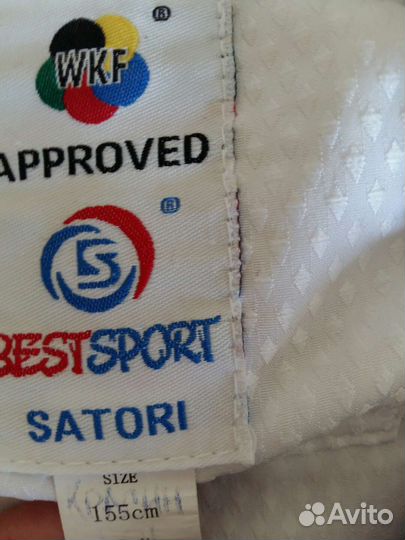 ®
WKF
APPROVED
®
BESTSPORT
SATORI
SIZE
155cm
Avito